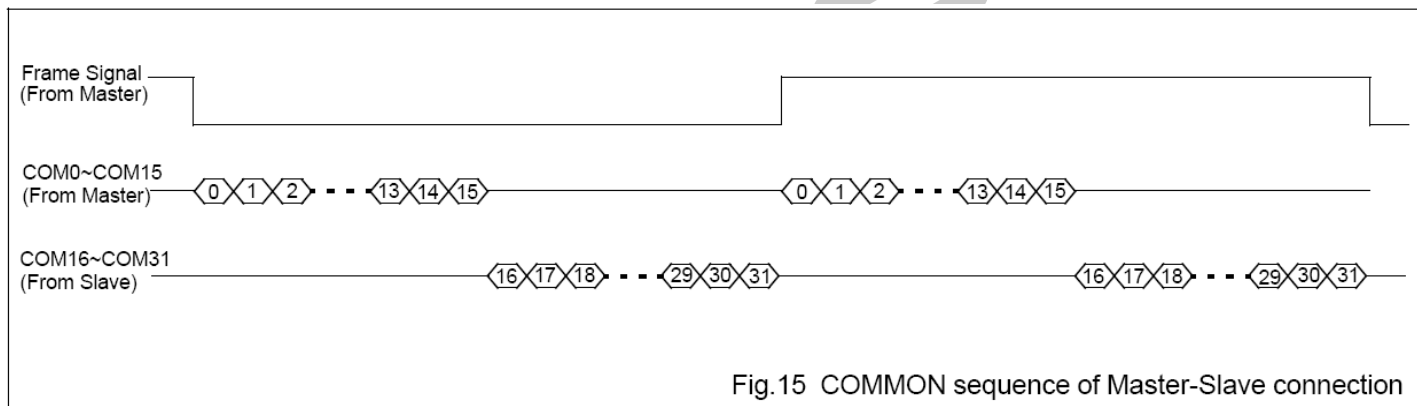 Frame Signal
(From Master)
COM0~COM15
(From Master)
0 1 2 13 14 15 0 1 2 13 14 15
COM16~COM31
(From Slave)
16 17 18 29 30 31 16 17 18 29 30 31
Fig.15 COMMON sequence of Master-Slave connection